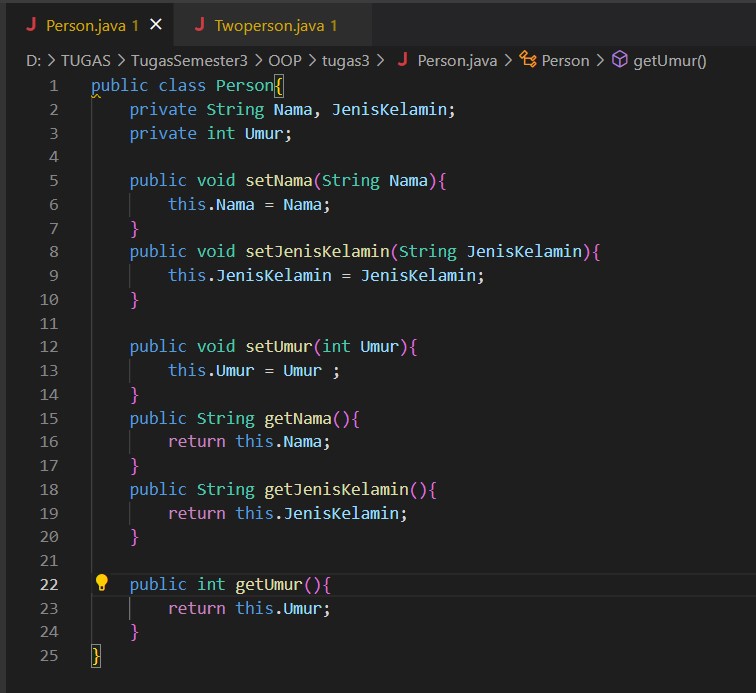 J Person.java 1 × J Twoperson.java 1
D: > TUGAS > TugasSemester3 > OOP > tugas3 > J Person.java > Person > getUmur()
1 public class Person{
2 private String Nama, JenisKelamin;
3 private int Umur;
4
5 public void setNama(String Nama){
6 this.Nama = Nama;
7 }
8 public void setJenisKelamin(String JenisKelamin){
9 this.JenisKelamin = JenisKelamin;
10 }
11
12 public void setUmur(int Umur){
13 this.Umur = Umur ;
14 }
15 public String getNama(){
16 return this.Nama;
17 }
18 public String getJenisKelamin(){
19 return this.JenisKelamin;
20 }
21
22 public int getUmur(){
23 return this.Umur;
24 }
25 }